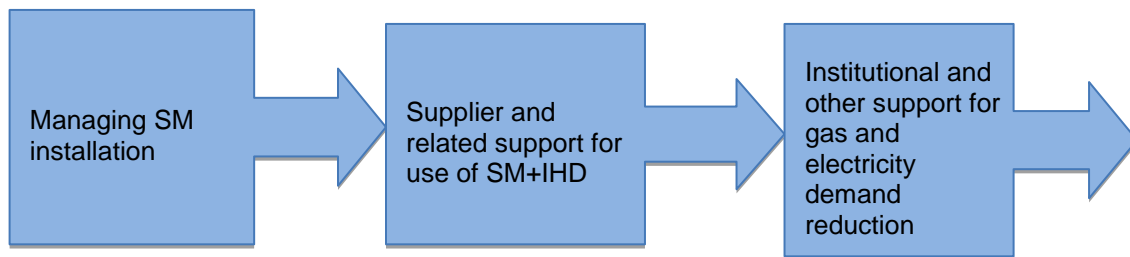 Managing SM
installation
Supplier and
related support for
use of SM+IHD
Institutional and
other support for
gas and
electricity
demand
reduction